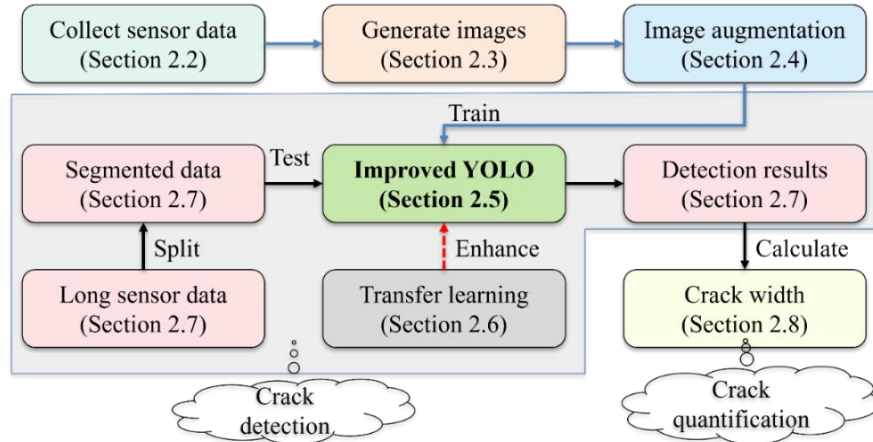 Collect sensor data
(Section 2.2)
Generate images
(Section 2.3)
Image augmentation
(Section 2.4)
Train
Segmented data
(Section 2.7)
Test
Improved YOLO
(Section 2.5)
Detection results
(Section 2.7)
Split
Enhance
Calculate
Long sensor data
(Section 2.7)
Transfer learning
(Section 2.6)
Crack width
(Section 2.8)
Crack
detection
Crack
quantification